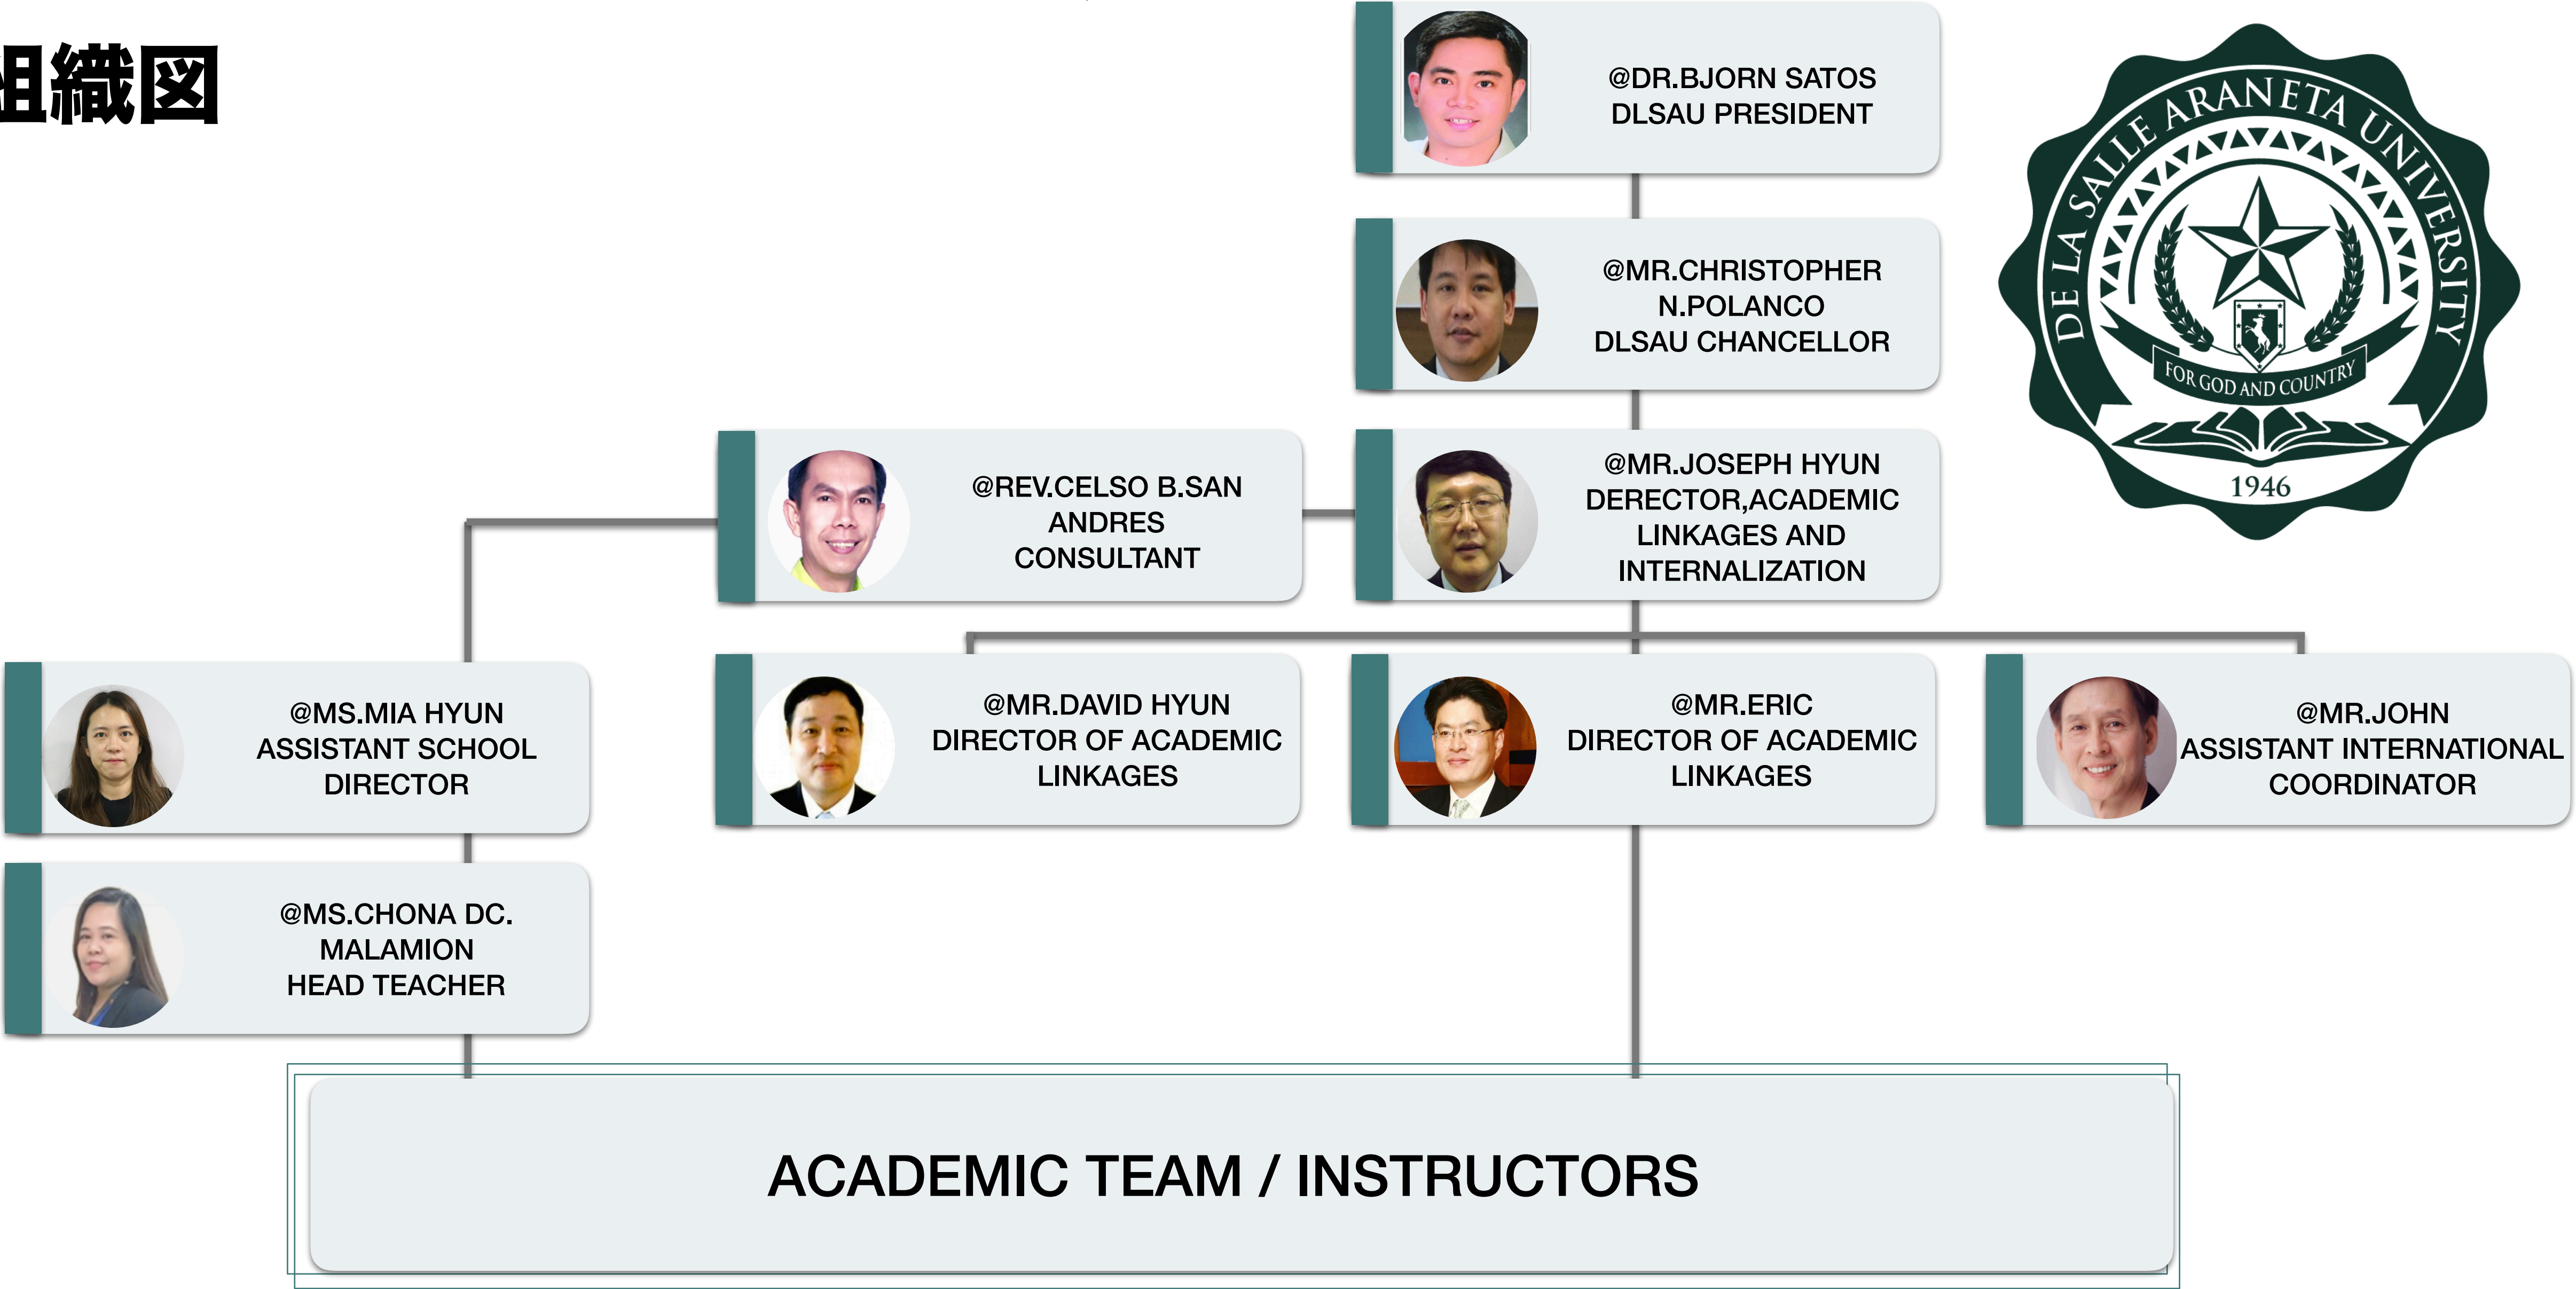 組織図
@DR.BJORN SATOS
DLSAU PRESIDENT
DE LA SALLE ARANETA UNIVERSITY
FOR GOD AND COUNTRY
1946
@MR.CHRISTOPHER
N.POLANCO
DLSAU CHANCELLOR
@REV.CELSO B.SAN
ANDRES
CONSULTANT
@MR.JOSEPH HYUN
DERECTOR,ACADEMIC
LINKAGES AND
INTERNALIZATION
@MS.MIA HYUN
ASSISTANT SCHOOL
DIRECTOR
@MR.DAVID HYUN
DIRECTOR OF ACADEMIC
LINKAGES
@MR.ERIC
DIRECTOR OF ACADEMIC
LINKAGES
@MR.JOHN
ASSISTANT INTERNATIONAL
COORDINATOR
@MS.CHONA DC.
MALAMION
HEAD TEACHER
ACADEMIC TEAM / INSTRUCTORS